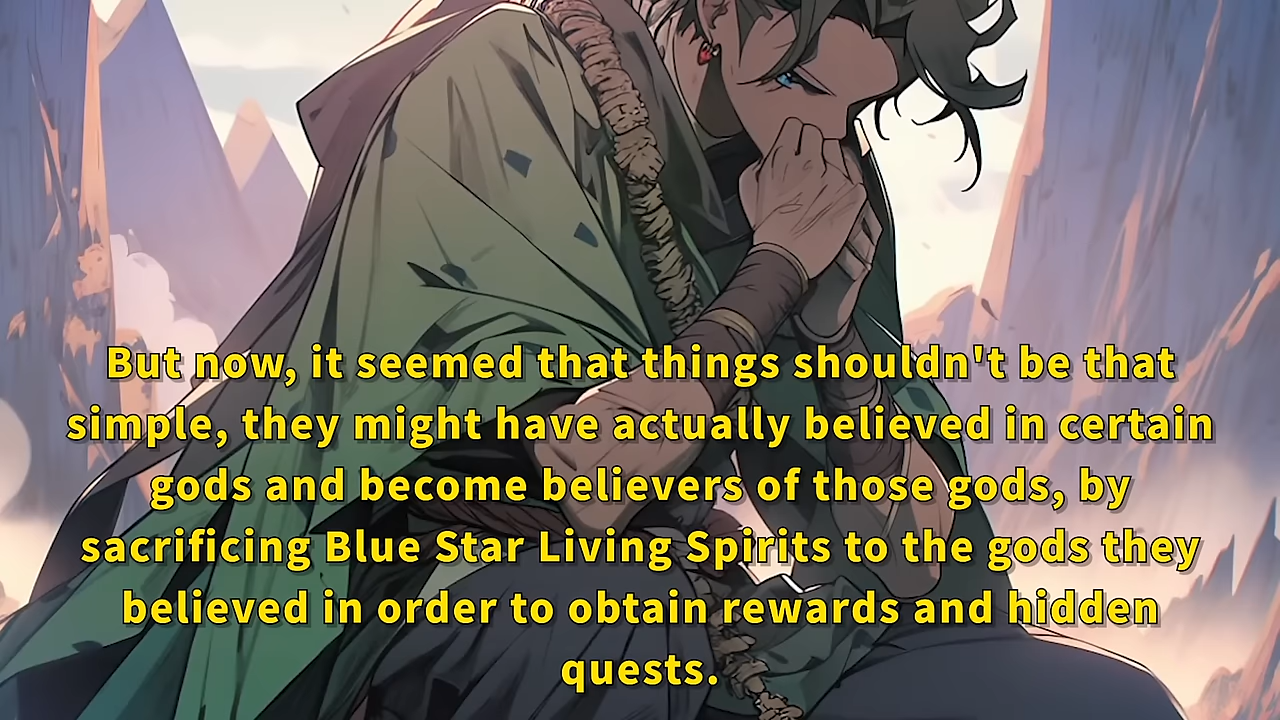 But now, it seemed that things shouldn't be that
simple, they might have actually believed in certain
gods and become believers of those gods, by
sacrificing Blue Star Living Spirits to the gods they
believed in order to obtain rewards and hidden
quests.